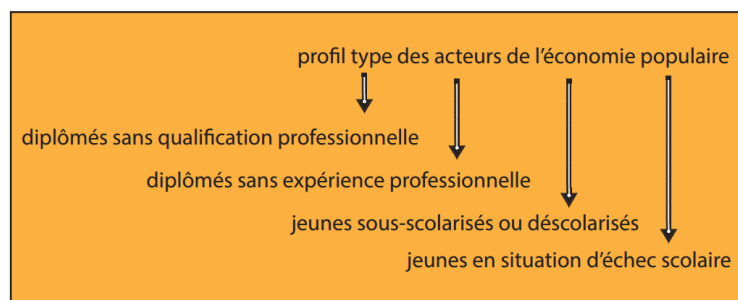 profil type des acteurs de l’économie populaire
diplômés sans qualification professionnelle
diplômés sans expérience professionnelle
jeunes sous-scolarisés ou déscolarisés
jeunes en situation d’échec scolaire